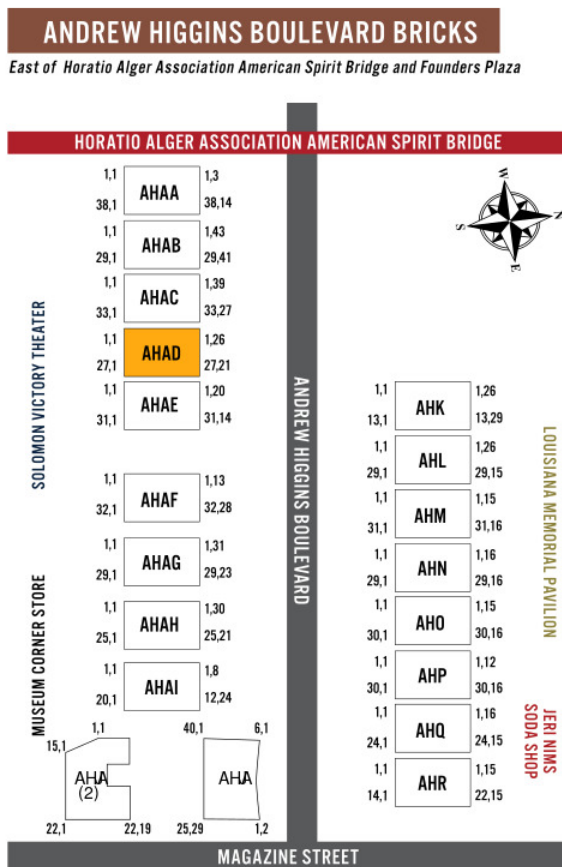 ANDREW HIGGINS BOULEVARD BRICKS
East of Horatio Alger Association American Spirit Bridge and Founders Plaza
HORATIO ALGER ASSOCIATION AMERICAN SPIRIT BRIDGE
W
N
S
E
SOLOMON VICTORY THEATER
MUSEUM CORNER STORE
1,1 AHAA 1,3
38,1 38,14
1,1 AHAB 1,43
29,1 29,41
1,1 AHAC 1,39
33,1 33,27
1,1 AHAD 1,26
27,1 27,21
1,1 AHAE 1,20
31,1 31,14
1,1 AHAF 1,13
32,1 32,28
1,1 AHAG 1,31
29,1 29,23
1,1 AHAH 1,30
25,1 25,21
1,1 AHAI 1,8
20,1 12,24
1,1
15,1
AHA
(2)
22,1 22,19
40,1 6,1
AHA
25,29 1,2
ANDREW HIGGINS BOULEVARD
1,1 AHK 1,26
13,1 13,29
1,1 AHL 1,26
29,1 29,15
1,1 AHM 1,15
31,1 31,16
1,1 AHN 1,16
29,1 29,16
1,1 AHO 1,15
30,1 30,16
1,1 AHP 1,12
30,1 30,16
1,1 AHQ 1,16
24,1 24,15
1,1 AHR 1,15
14,1 22,15
LOUISIANA MEMORIAL PAVILION
JERI NIMS
SODA SHOP
MAGAZINE STREET